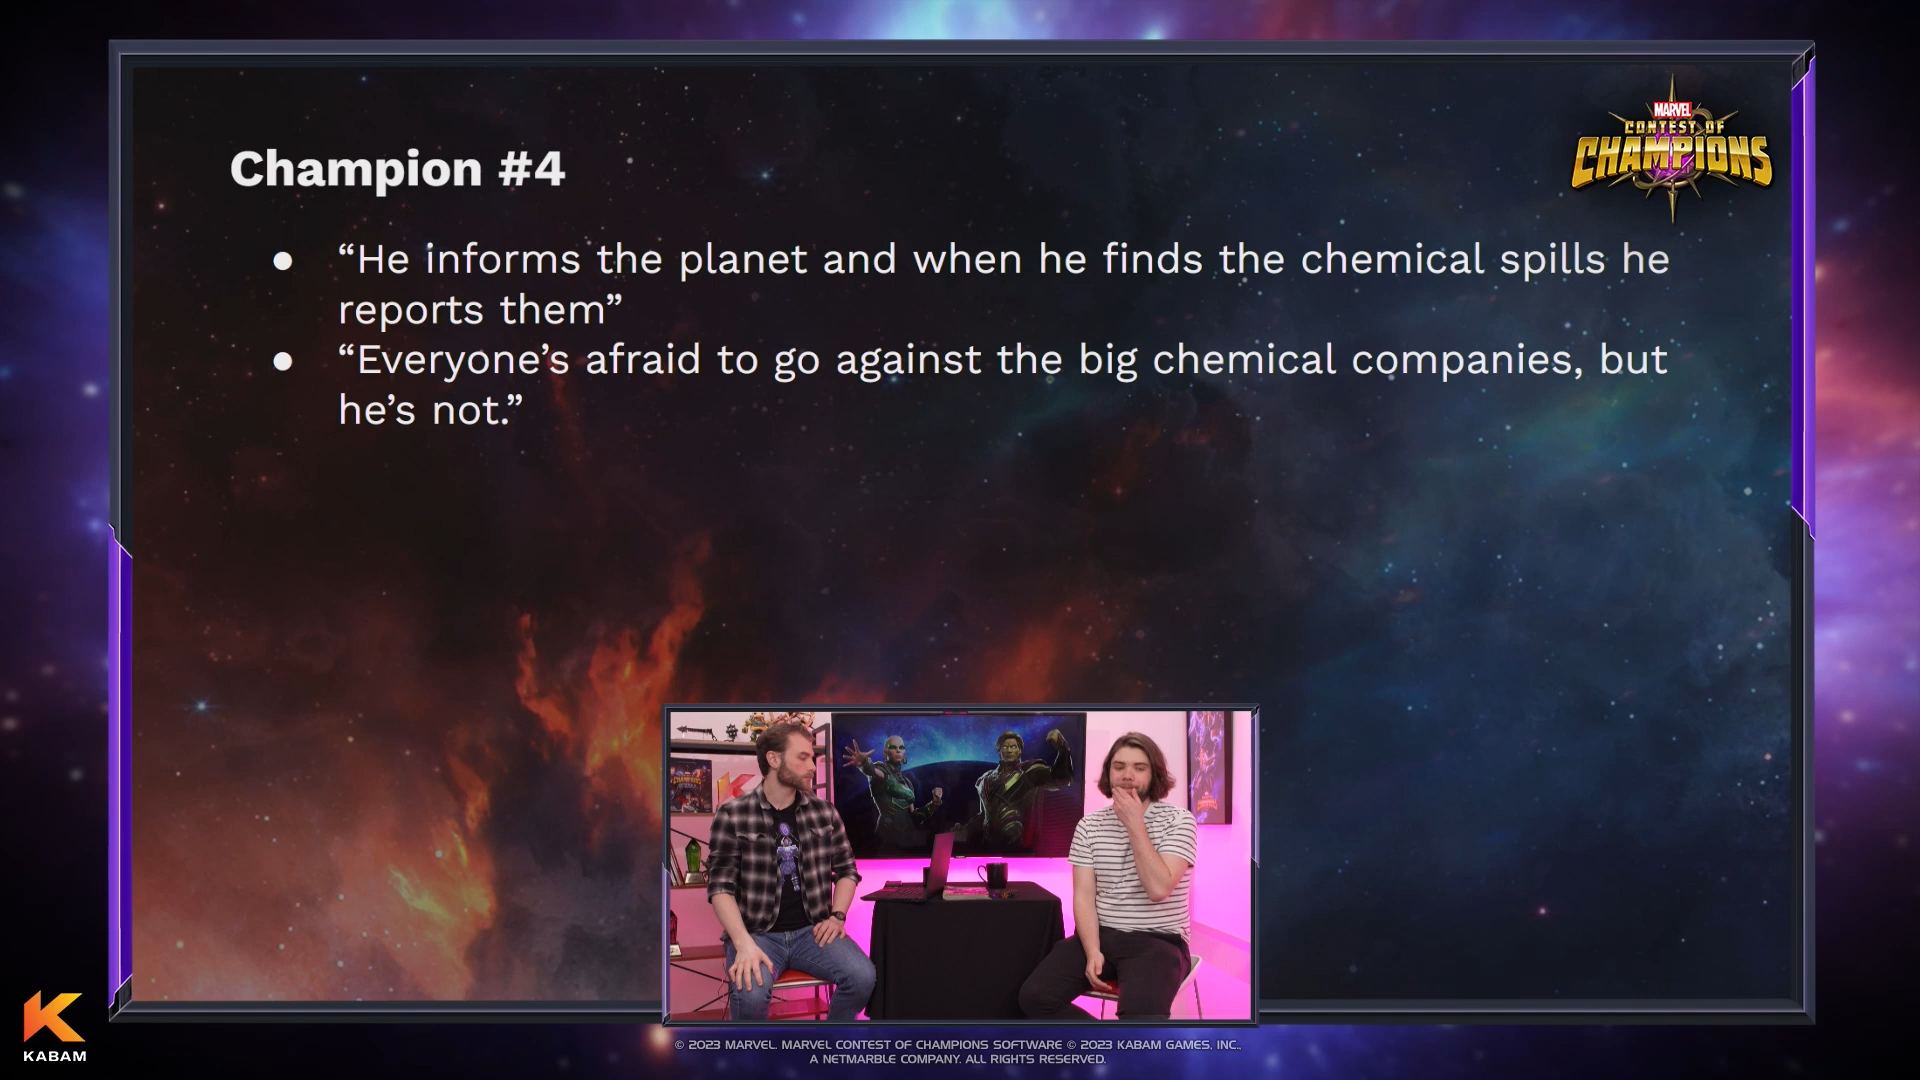 MARVEL
CONTEST OF
CHAMPIONS
Champion #4
● “He informs the planet and when he finds the chemical spills he
reports them”
● “Everyone’s afraid to go against the big chemical companies, but
he’s not.”
KABAM
© 2023 MARVEL. MARVEL CONTEST OF CHAMPIONS SOFTWARE © 2023 KABAM GAMES, INC.,
A NETMARBLE COMPANY. ALL RIGHTS RESERVED.